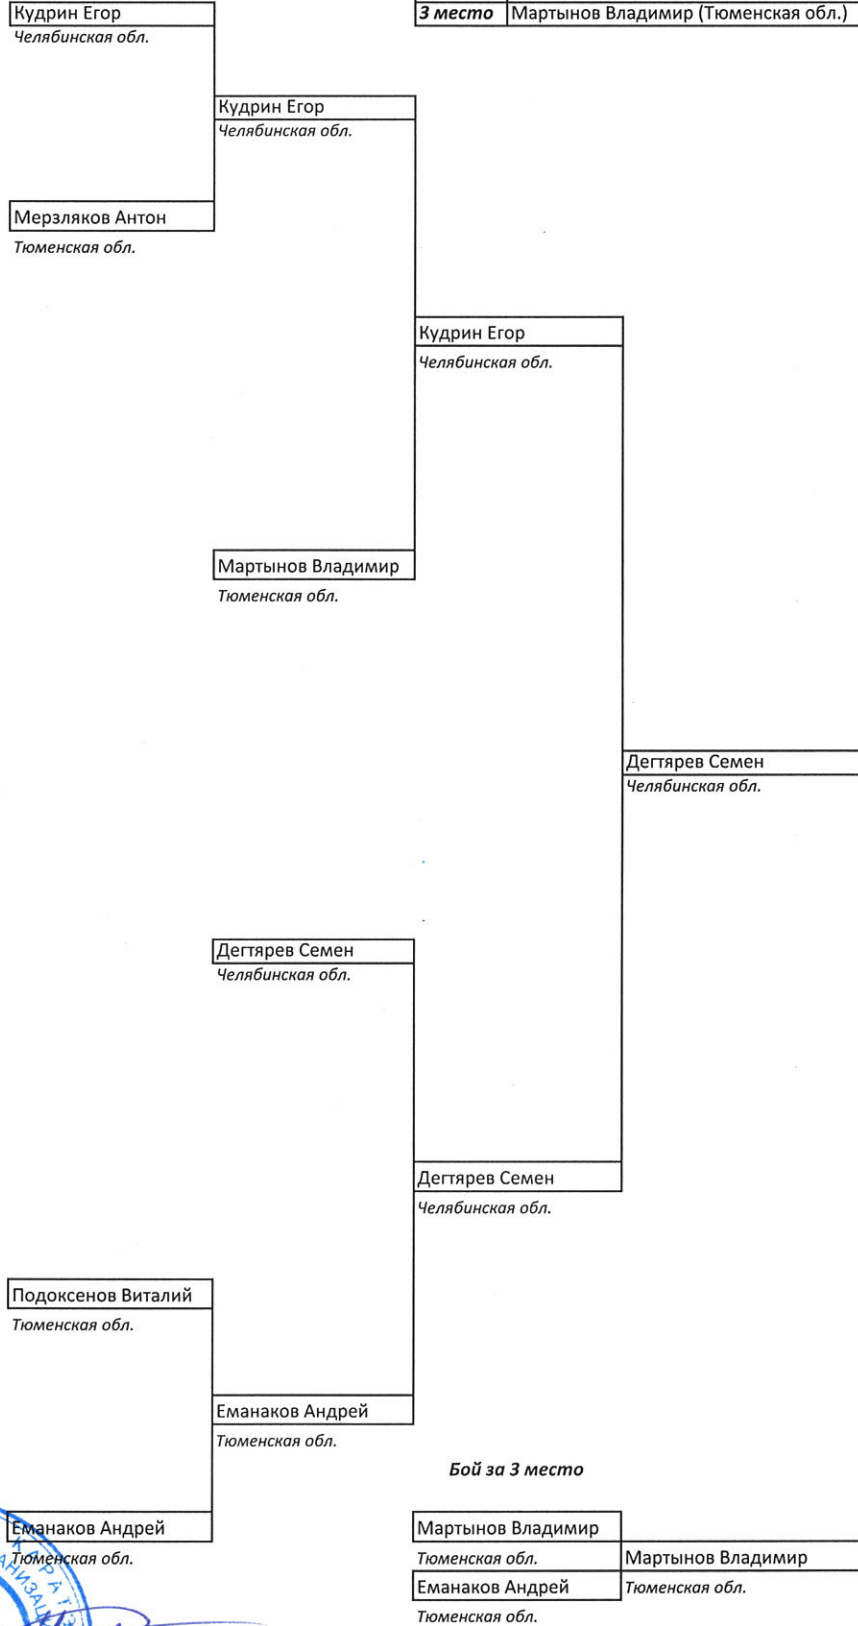 Кудрин Егор
Челябинская обл.
3 место Мартынов Владимир (Тюменская обл.)
Кудрин Егор
Челябинская обл.
Мерзляков Антон
Тюменская обл.
Кудрин Егор
Челябинская обл.
Мартынов Владимир
Тюменская обл.
Дегтярев Семен
Челябинская обл.
Дегтярев Семен
Челябинская обл.
Дегтярев Семен
Челябинская обл.
Подоксенов Виталий
Тюменская обл.
Еманаков Андрей
Тюменская обл.
Бой за 3 место
Еманаков Андрей
Тюменская обл.
Мартынов Владимир
Тюменская обл.
Мартынов Владимир
Тюменская обл.
Еманаков Андрей
Тюменская обл.